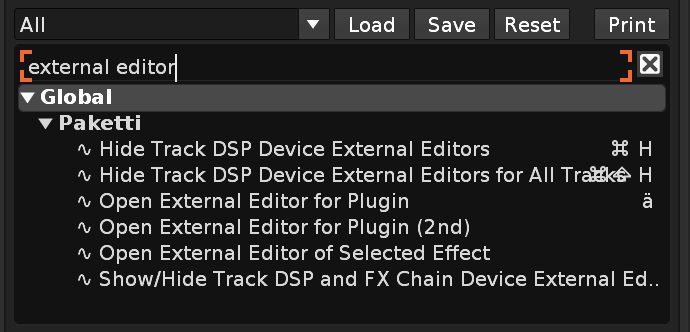 All Load Save Reset Print
external editor
Global
Paketti
∿ Hide Track DSP Device External Editors ⌘ H
∿ Hide Track DSP Device External Editors for All Tracks ⌘⇧ H
∿ Open External Editor for Plugin ä
∿ Open External Editor for Plugin (2nd)
∿ Open External Editor of Selected Effect
∿ Show/Hide Track DSP and FX Chain Device External Ed..